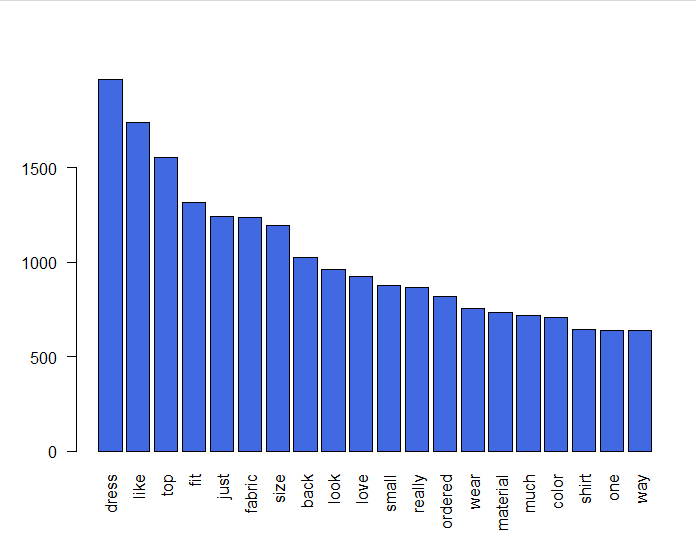 1500
1000
500
0
dress
like
top
fit
just
fabric
size
back
look
love
small
really
ordered
wear
material
much
color
shirt
one
way